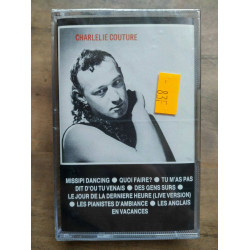 CHARLELIE COUTURE
MISSIPI DANCING ● QUOI FAIRE? ● TU M'AS PAS
DIT D'OU TU VENAIS ● DES GENS SURS ●
LE JOUR DE LA DERNIERE HEURE (LIVE VERSION)
● LES PIANISTES D'AMBIANCE ● LES ANGLAIS
EN VACANCES